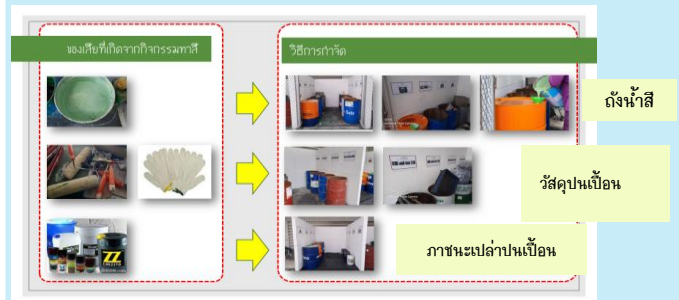 ของเสียที่เกิดจากกิจกรรมทาสี
วิธีการกำจัด
ถังน้ำสี
วัสดุปนเปื้อน
ภาชนะเปล่าปนเปื้อน